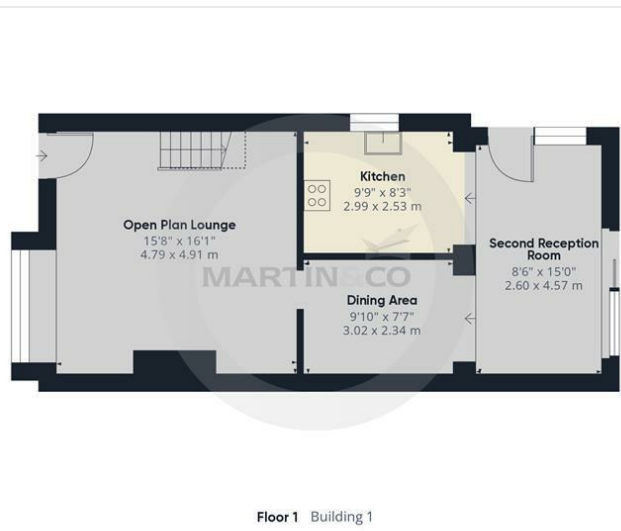 Open Plan Lounge
15'8" x 16'1"
4.79 x 4.91 m
Kitchen
9'9" x 8'3"
2.99 x 2.53 m
Second Reception
Room
8'6" x 15'0"
2.60 x 4.57 m
MARTIN&CO
Dining Area
9'10" x 7'7"
3.02 x 2.34 m
Floor 1 Building 1